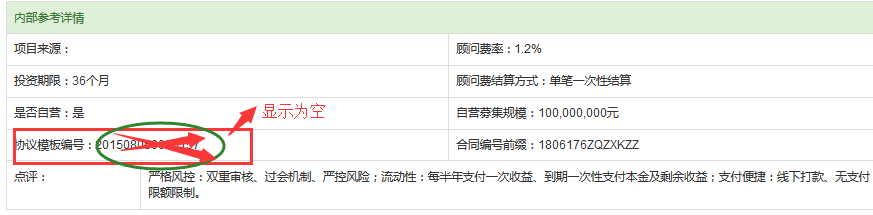 内部参考详情
项目来源：
顾问费率：1.2%
投资期限：36个月
顾问费结算方式：单笔一次性结算
是否自营：是
显示为空
自营募集规模：100,000,000元
协议模板编号：
合同编号前缀：1806176ZQZXKZZ
点评：
严格风控：双重审核、过会机制、严控风险；流动性：每半年支付一次收益、到期一次性支付本金及剩余收益；支付便捷：线下打款、无支付
限额限制。